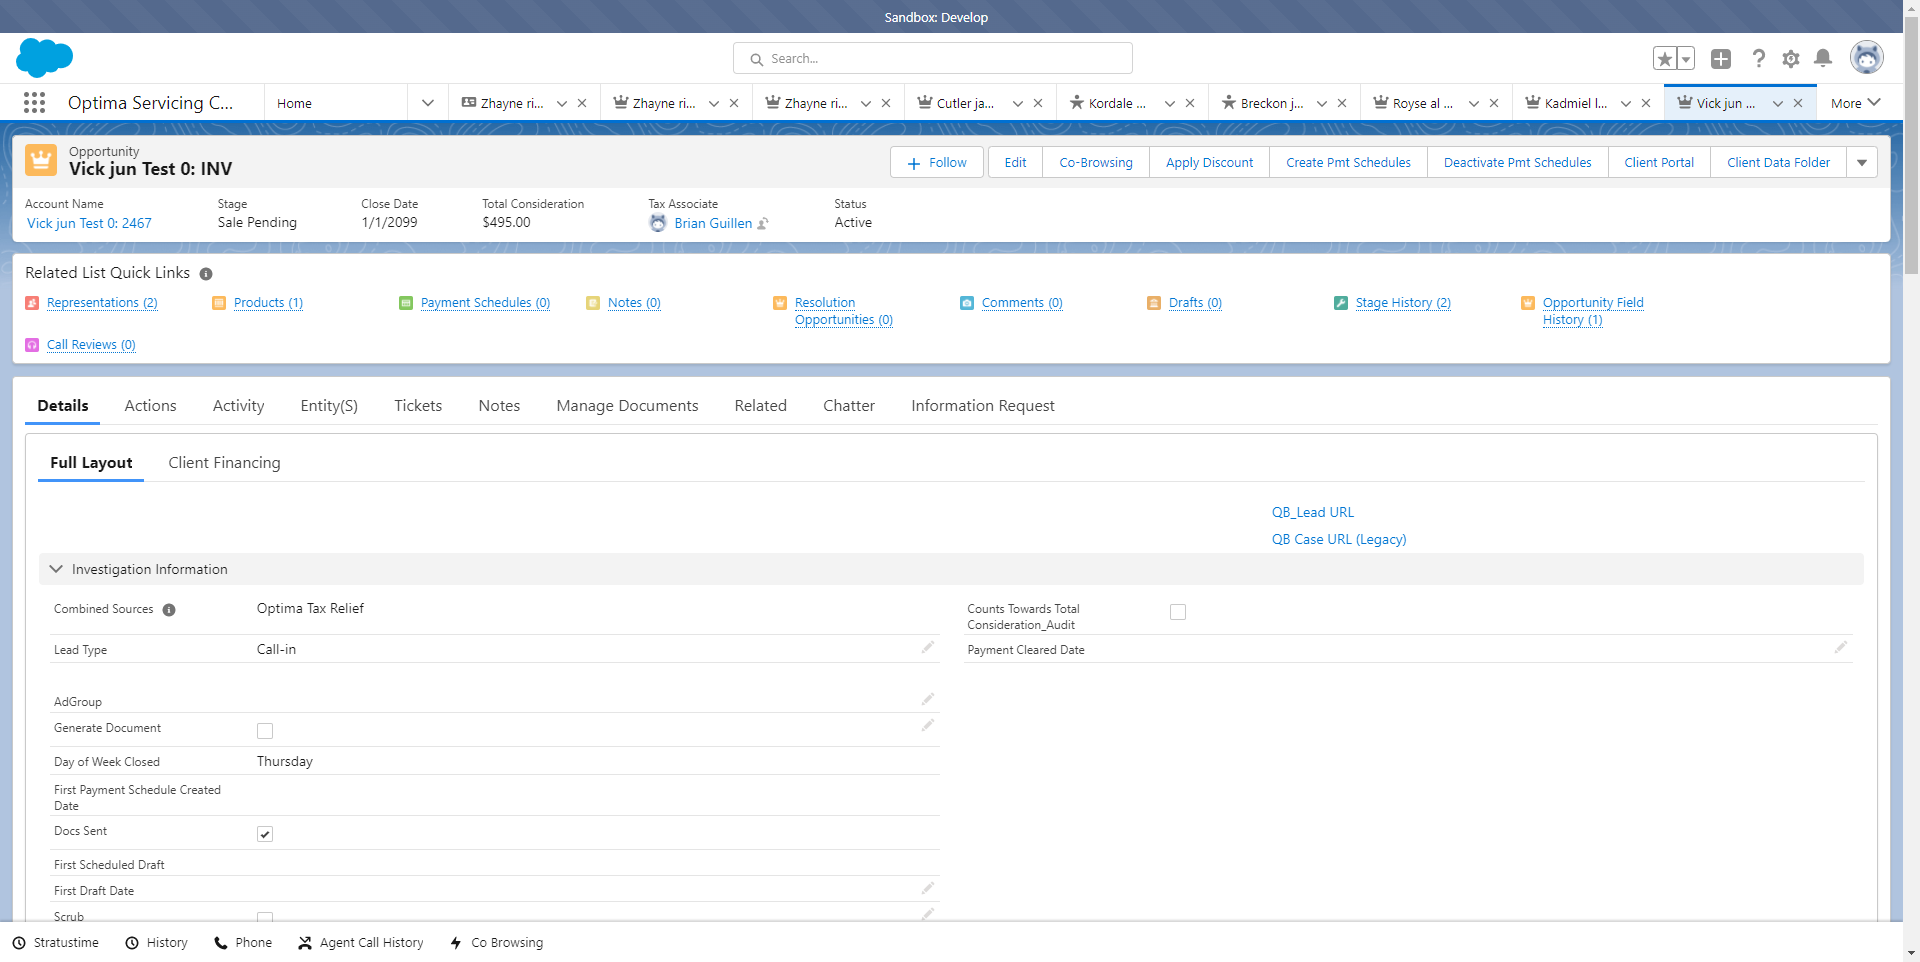 Sandbox: Develop
Search...
Optima Servicing C...
Home
Zhayne ri...
Zhayne ri...
Zhayne ri...
Cutler ja...
Kordale ...
Breckon j...
Royse al ...
Kadmiel l...
Vick jun ...
More
Opportunity
Vick jun Test 0: INV
Follow
Edit
Co-Browsing
Apply Discount
Create Pmt Schedules
Deactivate Pmt Schedules
Client Portal
Client Data Folder
Account Name
Vick jun Test 0: 2467
Stage
Sale Pending
Close Date
1/1/2099
Total Consideration
$495.00
Tax Associate
Brian Guillen
Status
Active
Related List Quick Links
Representations (2)
Products (1)
Payment Schedules (0)
Notes (0)
Resolution
Opportunities (0)
Comments (0)
Drafts (0)
Stage History (2)
Opportunity Field
History (1)
Call Reviews (0)
Details
Actions
Activity
Entity(S)
Tickets
Notes
Manage Documents
Related
Chatter
Information Request
Full Layout
Client Financing
QB_Lead URL
QB Case URL (Legacy)
Investigation Information
Combined Sources
Optima Tax Relief
Counts Towards Total
Consideration_Audit
Lead Type
Call-in
Payment Cleared Date
AdGroup
Generate Document
Day of Week Closed
Thursday
First Payment Schedule Created
Date
Docs Sent
First Scheduled Draft
First Draft Date
Scrub
Stratustime
History
Phone
Agent Call History
Co Browsing